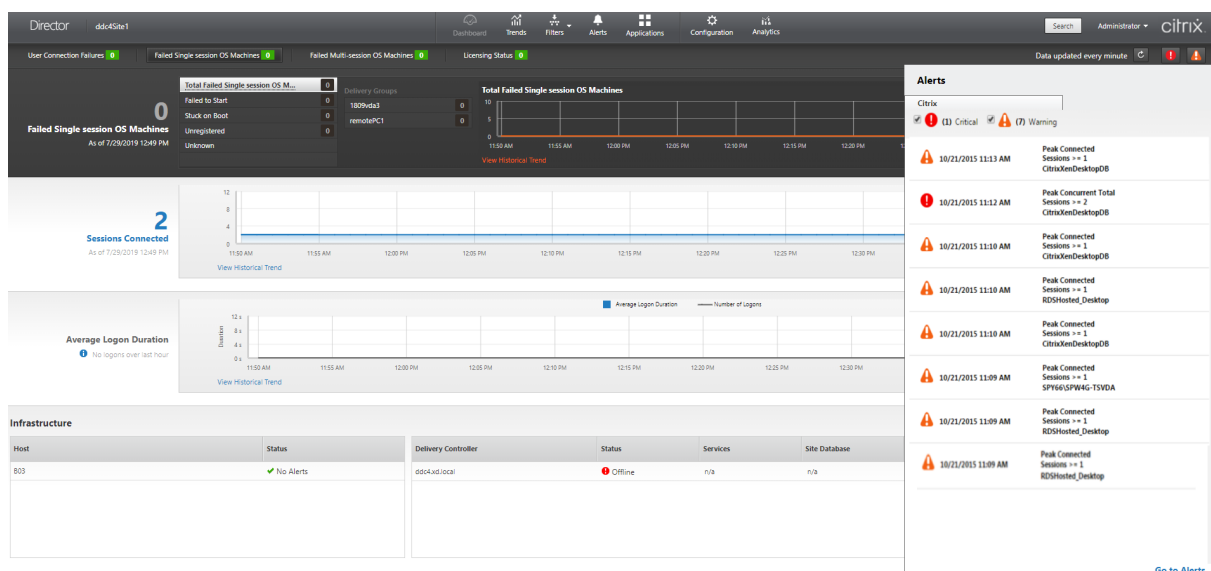 Director ddc4Site1 Dashboard Trends Filters Alerts Applications Configuration Analytics Search Administrator citrix
User Connection Failures 0 Failed Single session OS Machines 0 Failed Multi-session OS Machines 0 Licensing Status 0 Data updated every minute
0
Failed Single session OS Machines
As of 7/29/2019 12:49 PM
Total Failed Single session OS M... 0
Failed to Start 0
Stuck on Boot 0
Unregistered 0
Unknown
Delivery Groups
1809vda3 0
remotePC1 0
Total Failed Single session OS Machines
10
5
0
11:50 AM 11:55 AM 12:00 PM 12:05 PM 12:10 PM 12:15 PM 12:20 PM
View Historical Trend
2
Sessions Connected
As of 7/29/2019 12:49 PM
12
8
4
0
11:50 AM 11:55 AM 12:00 PM 12:05 PM 12:10 PM 12:15 PM 12:20 PM 12:25 PM 12:30 PM
View Historical Trend
Average Logon Duration
No logons over last hour
Average Logon Duration Number of Logons
Duration
12 s
8 s
4 s
0 s
11:50 AM 11:55 AM 12:00 PM 12:05 PM 12:10 PM 12:15 PM 12:20 PM 12:25 PM 12:30 PM
View Historical Trend
Infrastructure
Host Status
B03 No Alerts
Delivery Controller Status Services Site Database
ddc4.xd.local Offline n/a n/a
Alerts
Citrix
(1) Critical (7) Warning
10/21/2015 11:13 AM
Peak Connected
Sessions >= 1
CitrixXenDesktopDB
10/21/2015 11:12 AM
Peak Concurrent Total
Sessions >= 2
CitrixXenDesktopDB
10/21/2015 11:10 AM
Peak Connected
Sessions >= 1
CitrixXenDesktopDB
10/21/2015 11:10 AM
Peak Connected
Sessions >= 1
RDSHosted_Desktop
10/21/2015 11:10 AM
Peak Connected
Sessions >= 1
CitrixXenDesktopDB
10/21/2015 11:09 AM
Peak Connected
Sessions >= 1
SPY66\SPW4G-TSVDA
10/21/2015 11:09 AM
Peak Connected
Sessions >= 1
RDSHosted_Desktop
10/21/2015 11:09 AM
Peak Connected
Sessions >= 1
RDSHosted_Desktop
Go to Alerts